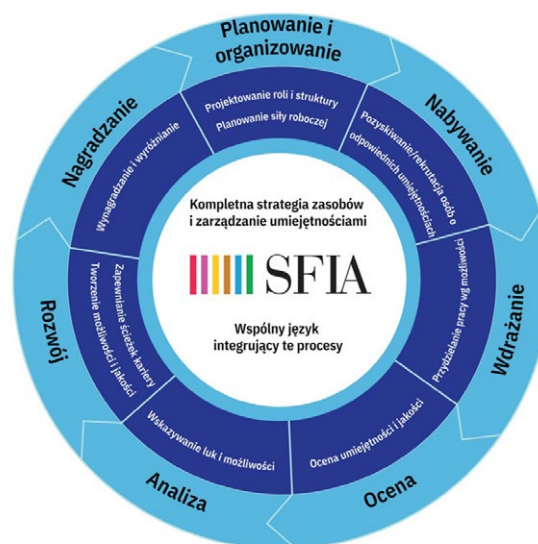 Planowanie i
organizowanie
Projektowanie roli i struktury
Planowanie siły roboczej
Nabywanie
Pozyskiwanie/rekrutacja osób o
odpowiednich umiejętnościach
Wdrażanie
Przydzielanie pracy wg możliwości
Ocena
Ocena umiejętności i jakości
Analiza
Wskazywanie luk i możliwości
Rozwój
Zapewnianie ścieżek kariery
Tworzenie możliwości i jakości
Nagradzanie
Wynagradzanie i wyróżnianie
Kompletna strategia zasobów
i zarządzanie umiejętnościami
SFIA
Wspólny język
integrujący te procesy